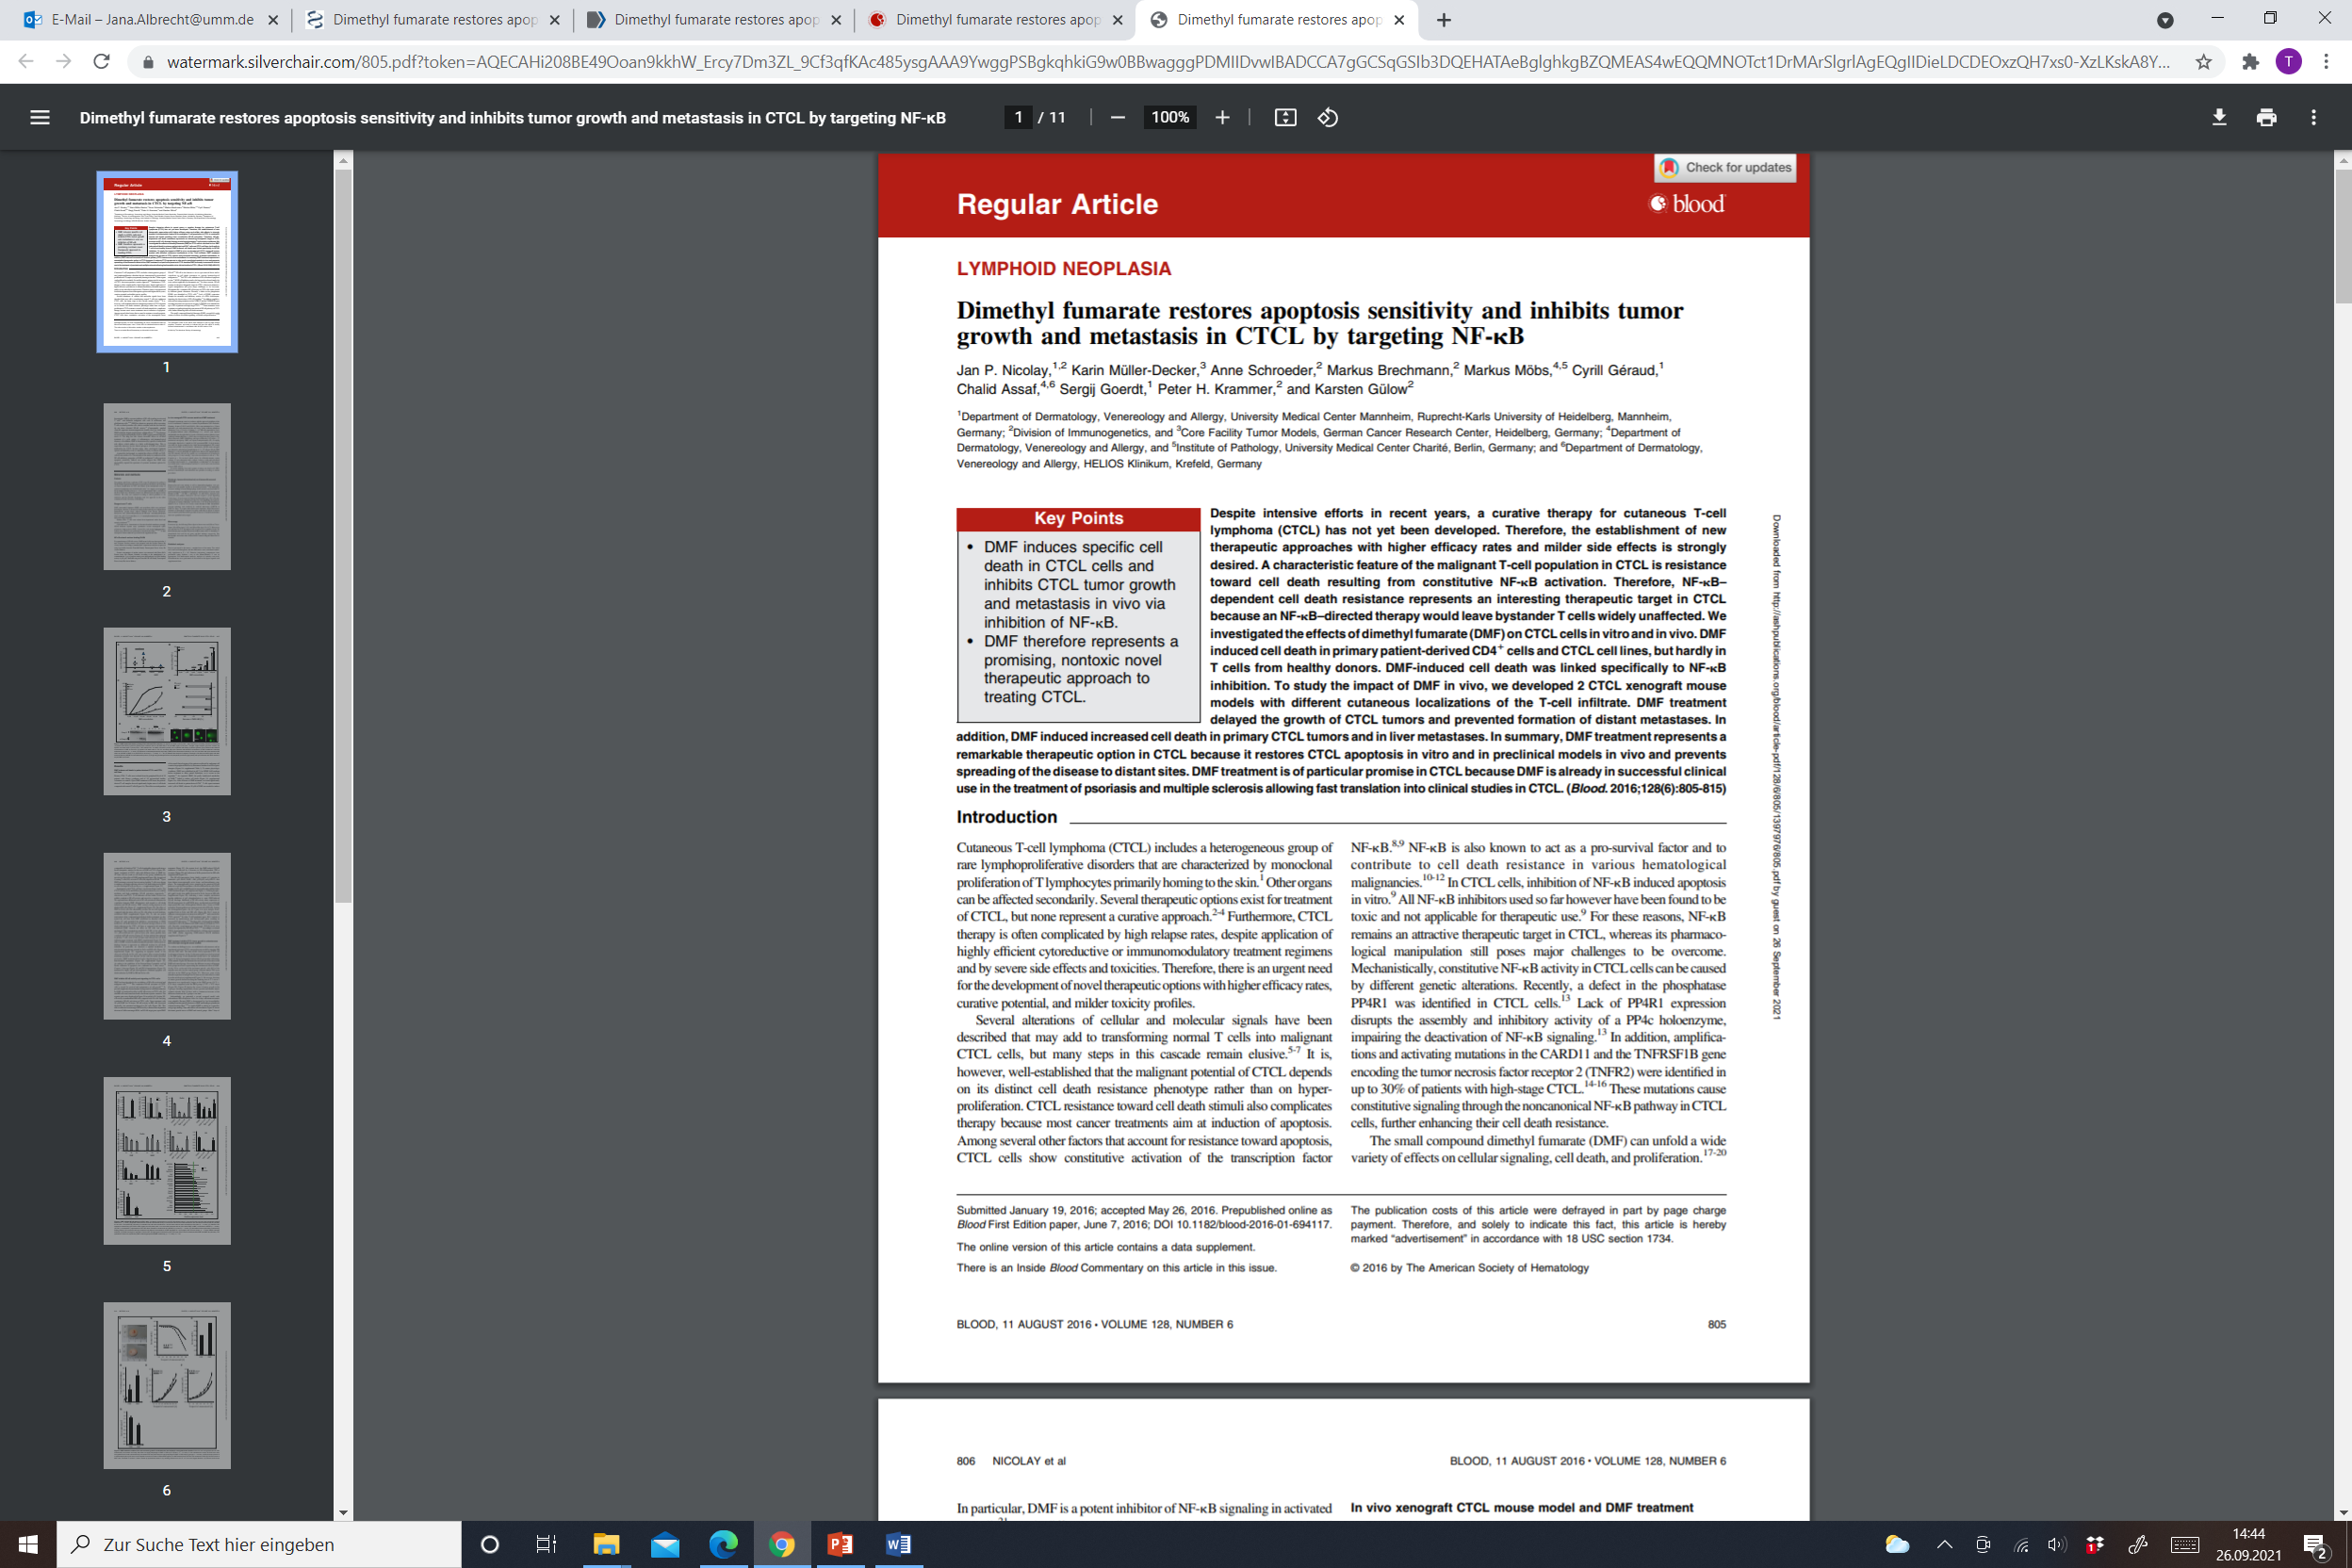 E-Mail – Jana.Albrecht@umm.de
Dimethyl fumarate restores apop
Dimethyl fumarate restores apop
Dimethyl fumarate restores apop
Dimethyl fumarate restores apop
Dimethyl fumarate restores apoptosis sensitivity and inhibits tumor growth and metastasis in CTCL by targeting NF-κB
1 / 11
100%
1
2
3
4
5
6
Check for updates
Regular Article
blood
LYMPHOID NEOPLASIA
Dimethyl fumarate restores apoptosis sensitivity and inhibits tumor
growth and metastasis in CTCL by targeting NF-κB
Jan P. Nicolay,1,2 Karin Müller-Decker,3 Anne Schroeder,2 Markus Brechmann,2 Markus Möbs,4,5 Cyrill Géraud,1
Chalid Assaf,4,6 Sergij Goerdt,1 Peter H. Krammer,2 and Karsten Gülow2
1Department of Dermatology, Venereology and Allergy, University Medical Center Mannheim, Ruprecht-Karls University of Heidelberg, Mannheim,
Germany; 2Division of Immunogenetics, and 3Core Facility Tumor Models, German Cancer Research Center, Heidelberg, Germany; 4Department of
Dermatology, Venereology and Allergy, and 5Institute of Pathology, University Medical Center Charité, Berlin, Germany; and 6Department of Dermatology,
Venereology and Allergy, HELIOS Klinikum, Krefeld, Germany
Key Points
• DMF induces specific cell
death in CTCL cells and
inhibits CTCL tumor growth
and metastasis in vivo via
inhibition of NF-κB.
• DMF therefore represents a
promising, nontoxic novel
therapeutic approach to
treating CTCL.
Despite intensive efforts in recent years, a curative therapy for cutaneous T-cell
lymphoma (CTCL) has not yet been developed. Therefore, the establishment of new
therapeutic approaches with higher efficacy rates and milder side effects is strongly
desired. A characteristic feature of the malignant T-cell population in CTCL is resistance
toward cell death resulting from constitutive NF-κB activation. Therefore, NF-κB–
dependent cell death resistance represents an interesting therapeutic target in CTCL
because an NF-κB–directed therapy would leave bystander T cells widely unaffected. We
investigated the effects of dimethyl fumarate (DMF) on CTCL cells in vitro and in vivo. DMF
induced cell death in primary patient-derived CD4+ cells and CTCL cell lines, but hardly in
T cells from healthy donors. DMF-induced cell death was linked specifically to NF-κB
inhibition. To study the impact of DMF in vivo, we developed 2 CTCL xenograft mouse
models with different cutaneous localizations of the T-cell infiltrate. DMF treatment
delayed the growth of CTCL tumors and prevented formation of distant metastases. In
addition, DMF induced increased cell death in primary CTCL tumors and in liver metastases. In summary, DMF treatment represents a
remarkable therapeutic option in CTCL because it restores CTCL apoptosis in vitro and in preclinical models in vivo and prevents
spreading of the disease to distant sites. DMF treatment is of particular promise in CTCL because DMF is already in successful clinical
use in the treatment of psoriasis and multiple sclerosis allowing fast translation into clinical studies in CTCL. (Blood. 2016;128(6):805-815)
Introduction
Cutaneous T-cell lymphoma (CTCL) includes a heterogeneous group of
rare lymphoproliferative disorders that are characterized by monoclonal
proliferation of T lymphocytes primarily homing to the skin.1 Other organs
can be affected secondarily. Several therapeutic options exist for treatment
of CTCL, but none represent a curative approach.2-4 Furthermore, CTCL
therapy is often complicated by high relapse rates, despite application of
highly efficient cytoreductive or immunomodulatory treatment regimens
and by severe side effects and toxicities. Therefore, there is an urgent need
for the development of novel therapeutic options with higher efficacy rates,
curative potential, and milder toxicity profiles.
Several alterations of cellular and molecular signals have been
described that may add to transforming normal T cells into malignant
CTCL cells, but many steps in this cascade remain elusive.5-7 It is,
however, well-established that the malignant potential of CTCL depends
on its distinct cell death resistance phenotype rather than on hyper-
proliferation. CTCL resistance toward cell death stimuli also complicates
therapy because most cancer treatments aim at induction of apoptosis.
Among several other factors that account for resistance toward apoptosis,
CTCL cells show constitutive activation of the transcription factor
NF-κB.8,9 NF-κB is also known to act as a pro-survival factor and to
contribute to cell death resistance in various hematological
malignancies.10-12 In CTCL cells, inhibition of NF-κB induced apoptosis
in vitro.9 All NF-κB inhibitors used so far however have been found to be
toxic and not applicable for therapeutic use.9 For these reasons, NF-κB
remains an attractive therapeutic target in CTCL, whereas its pharmaco-
logical manipulation still poses major challenges to be overcome.
Mechanistically, constitutive NF-κB activity in CTCL cells can be caused
by different genetic alterations. Recently, a defect in the phosphatase
PP4R1 was identified in CTCL cells.13 Lack of PP4R1 expression
disrupts the assembly and inhibitory activity of a PP4c holoenzyme,
impairing the deactivation of NF-κB signaling.13 In addition, amplifica-
tions and activating mutations in the CARD11 and the TNFRSF1B gene
encoding the tumor necrosis factor receptor 2 (TNFR2) were identified in
up to 30% of patients with high-stage CTCL.14-16 These mutations cause
constitutive signaling through the noncanonical NF-κB pathway in CTCL
cells, further enhancing their cell death resistance.
The small compound dimethyl fumarate (DMF) can unfold a wide
variety of effects on cellular signaling, cell death, and proliferation.17-20
Submitted January 19, 2016; accepted May 26, 2016. Prepublished online as
Blood First Edition paper, June 7, 2016; DOI 10.1182/blood-2016-01-694117.
The online version of this article contains a data supplement.
There is an Inside Blood Commentary on this article in this issue.
The publication costs of this article were defrayed in part by page charge
payment. Therefore, and solely to indicate this fact, this article is hereby
marked “advertisement” in accordance with 18 USC section 1734.
© 2016 by The American Society of Hematology
BLOOD, 11 AUGUST 2016 • VOLUME 128, NUMBER 6
805
Downloaded from http://ashpublications.org/blood/article-pdf/128/6/805/1397976/805.pdf by guest on 26 September 2021
806 NICOLAY et al
BLOOD, 11 AUGUST 2016 • VOLUME 128, NUMBER 6
In particular, DMF is a potent inhibitor of NF-κB signaling in activated
In vivo xenograft CTCL mouse model and DMF treatment
Zur Suche Text hier eingeben
14:44
26.09.2021
2